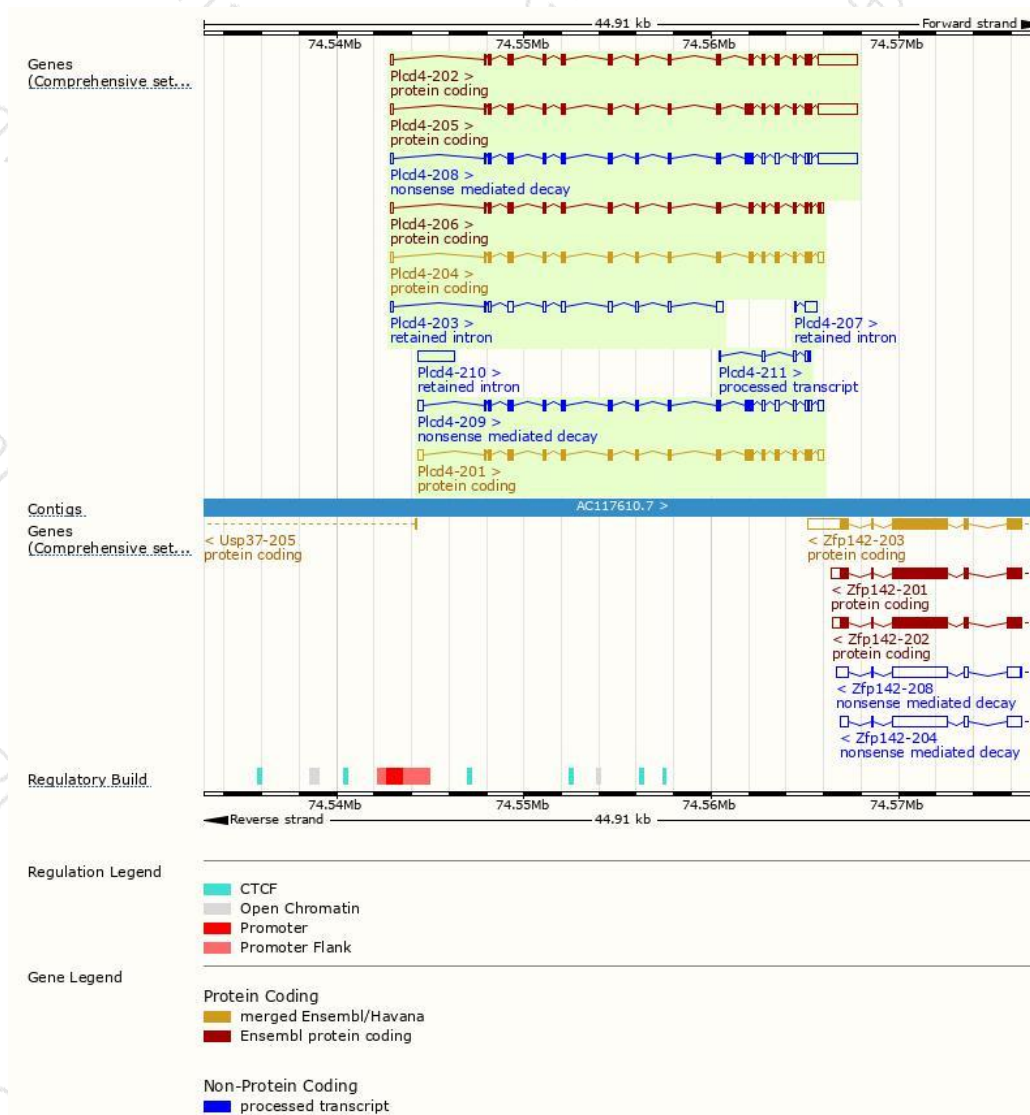 44.91 kb Forward strand
74.54Mb 74.55Mb 74.56Mb 74.57Mb
Genes
(Comprehensive set...
Plcd4-202 >
protein coding
Plcd4-205 >
protein coding
Plcd4-208 >
nonsense mediated decay
Plcd4-206 >
protein coding
Plcd4-204 >
protein coding
Plcd4-203 > Plcd4-207 >
retained intron retained intron
Plcd4-210 > Plcd4-211 >
retained intron processed transcript
Plcd4-209 >
nonsense mediated decay
Plcd4-201 >
protein coding
Contigs AC117610.7 >
Genes
(Comprehensive set...
< Usp37-205 < Zfp142-203
protein coding protein coding
< Zfp142-201
protein coding
< Zfp142-202
protein coding
< Zfp142-208
nonsense mediated decay
< Zfp142-204
nonsense mediated decay
Regulatory Build
74.54Mb 74.55Mb 74.56Mb 74.57Mb
Reverse strand 44.91 kb
Regulation Legend
CTCF
Open Chromatin
Promoter
Promoter Flank
Gene Legend
Protein Coding
merged Ensembl/Havana
Ensembl protein coding
Non-Protein Coding
processed transcript